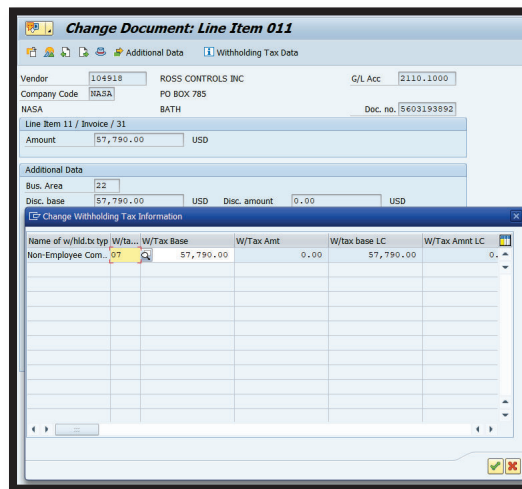 Change Document: Line Item 011
Additional Data Withholding Tax Data
Vendor 104918 ROSS CONTROLS INC G/L Acc 2110.1000
Company Code NASA PO BOX 785
NASA BATH Doc. no. 5603193892
Line Item 11 / Invoice / 31
Amount 57,790.00 USD
Additional Data
Bus. Area 22
Disc. base 57,790.00 USD Disc. amount 0.00 USD
Change Withholding Tax Information
Name of w/hld.tx typ W/ta... W/Tax Base W/Tax Amt W/tax base LC W/Tax Amnt LC
Non-Employee Com.. 07 57,790.00 0.00 57,790.00 0.